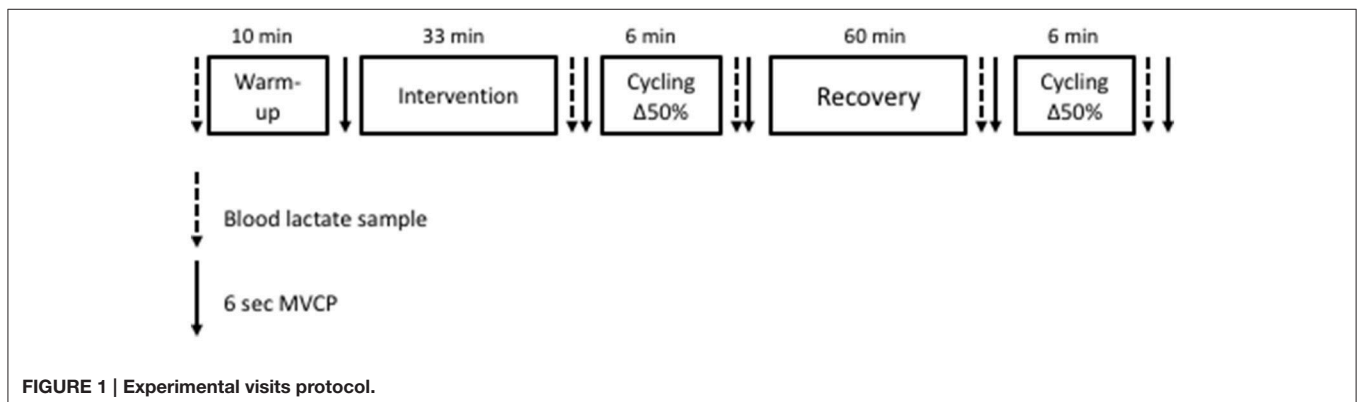 10 min 33 min 6 min 60 min 6 min
Warm-
up
Intervention
Cycling
Δ50%
Recovery
Cycling
Δ50%
Blood lactate sample
6 sec MVCP
FIGURE 1 | Experimental visits protocol.